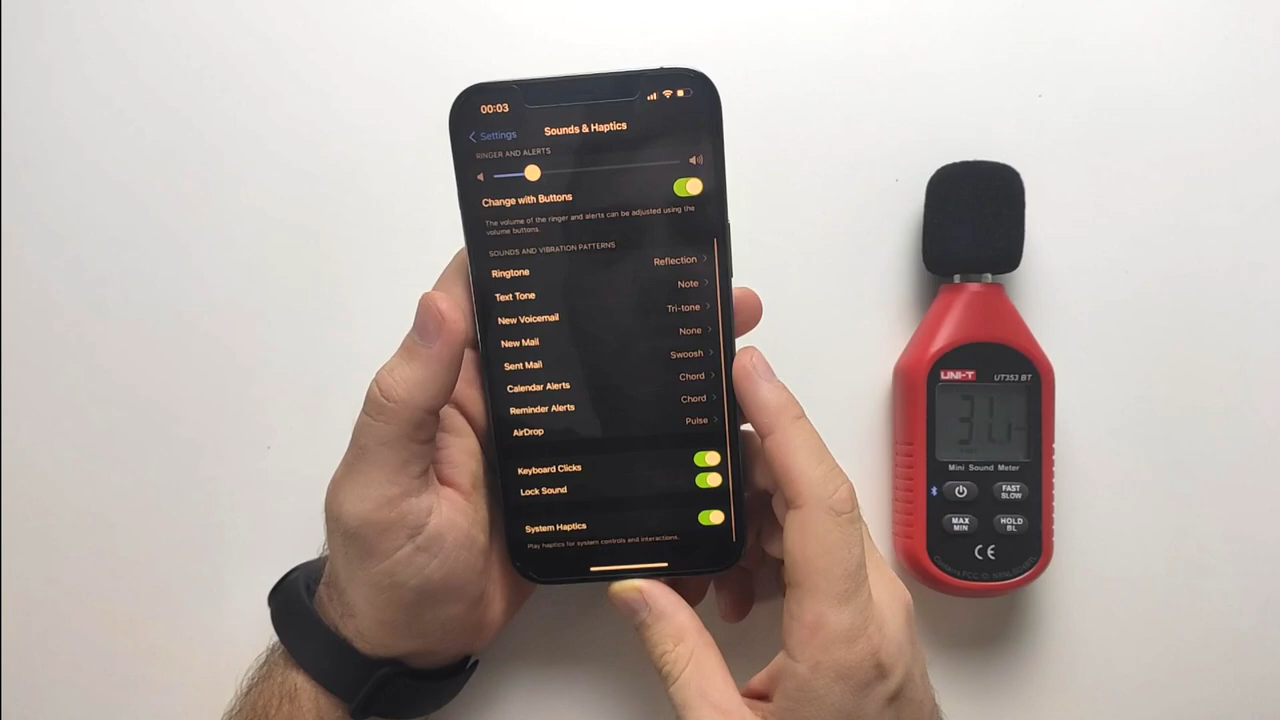 00:03
Settings
Sounds & Haptics
RINGER AND ALERTS
Change with Buttons
The volume of the ringer and alerts can be adjusted using the
volume buttons.
SOUNDS AND VIBRATION PATTERNS
Ringtone Reflection
Text Tone Note
New Voicemail Tri-tone
New Mail None
Sent Mail Swoosh
Calendar Alerts Chord
Reminder Alerts Chord
AirDrop Pulse
Keyboard Clicks
Lock Sound
System Haptics
Play haptics for system controls and interactions.
UNI-T UT353 BT
Mini Sound Meter
FAST
SLOW
MAX
MIN
HOLD
BL
CE